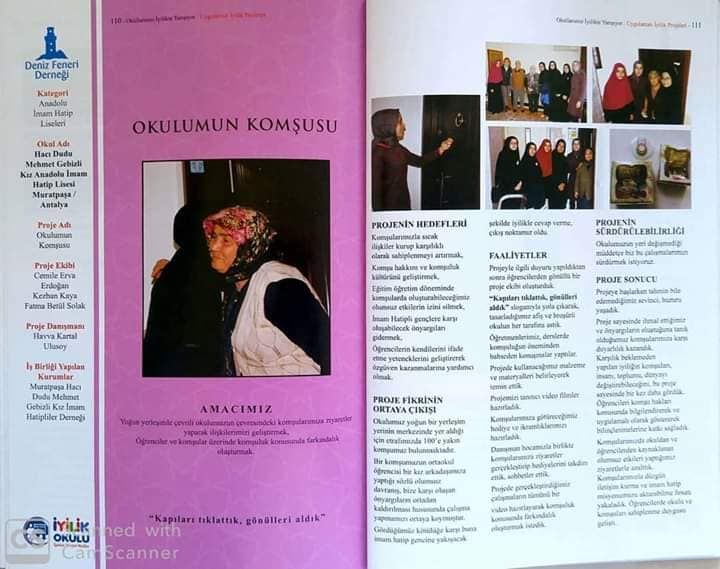 110 - Okullarımız İyilikte Yarışıyor / Uygulanan İyilik Projeleri
Deniz Feneri
Derneği
Kategori
Anadolu
İmam Hatip
Liseleri
Okul Adı
Hacı Dudu
Mehmet Gebizli
Kız Anadolu İmam
Hatip Lisesi
Muratpaşa /
Antalya
Proje Adı
Okulumun
Komşusu
Proje Ekibi
Cemile Erva
Erdoğan
Kezban Kaya
Fatma Betül Solak
Proje Danışmanı
Havva Kartal
Ulusoy
İş Birliği Yapılan
Kurumlar
Muratpaşa Hacı
Dudu Mehmet
Gebizli Kız İmam
Hatipliler Derneği
İYİLİK
OKULU
OKULUMUN KOMŞUSU
AMACIMIZ
Yoğun yerleşimle çevrili okulumuzun çevresindeki komşularımıza ziyaretler
yaparak ilişkilerimizi geliştirmek,
Öğrenciler ve komşular üzerinde komşuluk konusunda farkındalık
oluşturmak.
“Kapıları tıklattık, gönülleri aldık”
Okullarımız İyilikte Yarışıyor / Uygulanan İyilik Projeleri - 111
PROJENİN HEDEFLERİ
Komşularımızla sıcak
ilişkiler kurup karşılıklı
olarak sahiplenmeyi artırmak,
Komşu hakkını ve komşuluk
kültürünü geliştirmek,
Eğitim öğretim döneminde
komşularda oluşturabileceğimiz
olumsuz etkilerin izini silmek,
İmam Hatipli gençlere karşı
oluşabilecek önyargıları
gidermek,
Öğrencilerin kendilerini ifade
etme yeteneklerini geliştirerek
özgüven kazanmalarına yardımcı
olmak.
PROJE FİKRİNİN
ORTAYA ÇIKIŞI
Okulumuz yoğun bir yerleşim
yerinin merkezinde yer aldığı
için etrafımızda 100’e yakın
komşumuz bulunmaktadır.
Bir komşumuzun ortaokul
öğrencisi bir kız arkadaşımıza
yaptığı sözlü olumsuz
davranış, bize karşı oluşan
önyargıların ortadan
kaldırılması hususunda çalışma
yapmamızı ortaya koymuştur.
Gördüğümüz kötülüğe karşı buna
imam hatip gencine yakışacak
şekilde iyilikle cevap verme,
çıkış noktamız oldu.
FAALİYETLER
Projeyle ilgili duyuru yapıldıktan
sonra öğrencilerden gönüllü bir
proje ekibi oluşturduk.
“Kapıları tıklattık, gönülleri
aldık” sloganıyla yola çıkarak,
tasarladığımız afiş ve broşürü
okulun her tarafına astık.
Öğretmenlerimiz, derslerde
komşuluğun öneminden
bahseden konuşmalar yaptılar.
Projede kullanacağımız malzeme
ve materyalleri belirleyerek
temin ettik.
Projemizi tanıtıcı video filmler
hazırladık.
Komşularımıza götüreceğimiz
hediye ve ikramlıklarımızı
hazırladık.
Danışman hocamızla birlikte
komşularımıza ziyaretler
gerçekleştirip hediyelerini takdim
ettik, sohbetler ettik.
Projede gerçekleştirdiğimiz
çalışmaların tümünü bir
video hazırlayarak komşuluk
konusunda farkındalık
oluşturmak istedik.
PROJENİN
SÜRDÜRÜLEBİLİRLİĞİ
Okulumuzun yeri değişmediği
müddetçe biz bu çalışmalarımızı
sürdürmek istiyoruz.
PROJE SONUCU
Projeye başlarken tahmin bile
edemediğimiz sevinci, huzuru
yaşadık.
Proje sayesinde ihmal ettiğimiz
ve önyargıların oluştuğuna tanık
olduğumuz komşularımıza karşı
duyarlılık kazandık.
Karşılık beklemeden
yapılan iyiliğin komşuları,
insanı, toplumu, dünyayı
değiştirebileceğini, bu proje
sayesinde bir kez daha gördük.
Öğrencileri komşu hakları
konusunda bilgilendirerek ve
uygulamalı olarak göstererek
bilinçlenmelerine katkı sağladık.
Komşularımızda okuldan ve
öğrencilerden kaynaklanan
olumsuz etkileri yaptığımız
ziyaretlerle azalttık.
Komşularımızla düzgün
iletişim kurma ve imam hatip
misyonumuzu aktarabilme fırsatı
yakaladık. Öğrencilerde okulu ve
komşuları sahiplenme duygusu
gelişti.
CS Scanned with
CamScanner